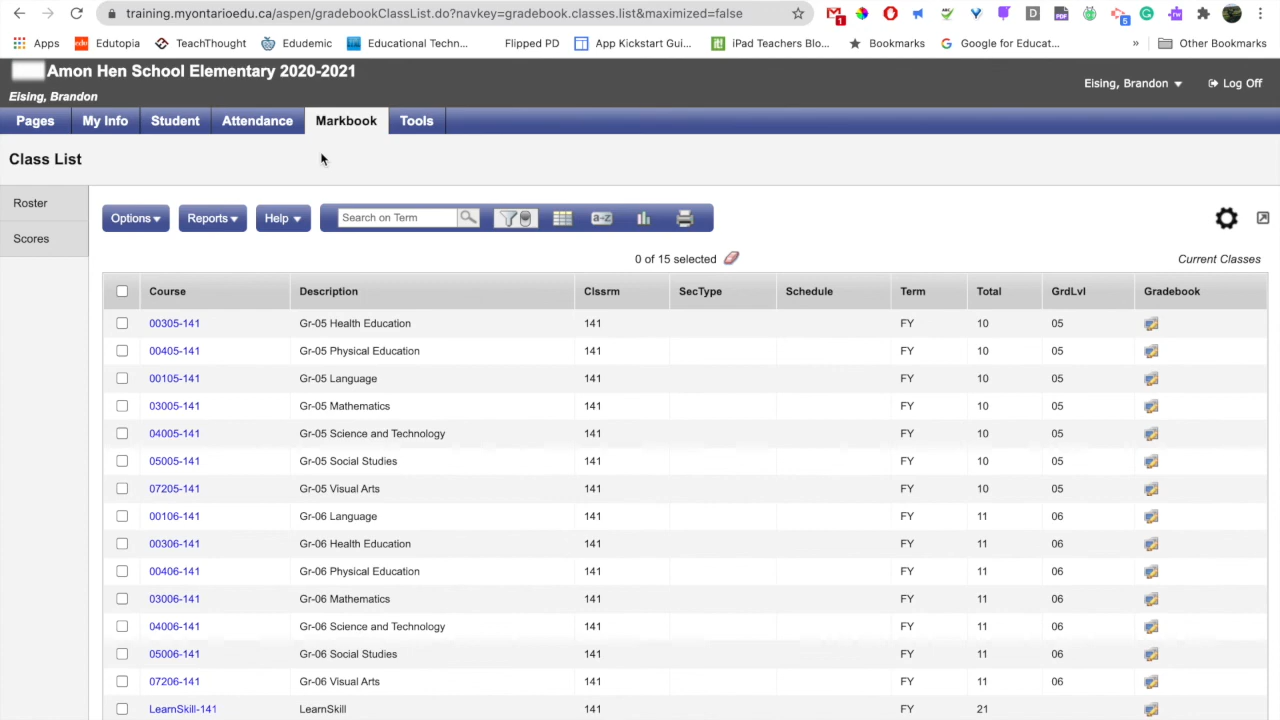 training.myontarioedu.ca/aspen/gradebookClassList.do?navkey=gradebook.classes.list&maximized=false
1 D PDF 5
Apps edu Edutopia TeachThought Edudemic Educational Techn... Flipped PD App Kickstart Gui... iPad Teachers Blo... Bookmarks Google for Educat... » Other Bookmarks
Amon Hen School Elementary 2020-2021
Eising, Brandon
Eising, Brandon Log Off
Pages My Info Student Attendance Markbook Tools
Class List
Roster
Scores
Options Reports Help Search on Term a-z
0 of 15 selected Current Classes
Course Description Clssrm SecType Schedule Term Total GrdLvl Gradebook
00305-141 Gr-05 Health Education 141 FY 10 05
00405-141 Gr-05 Physical Education 141 FY 10 05
00105-141 Gr-05 Language 141 FY 10 05
03005-141 Gr-05 Mathematics 141 FY 10 05
04005-141 Gr-05 Science and Technology 141 FY 10 05
05005-141 Gr-05 Social Studies 141 FY 10 05
07205-141 Gr-05 Visual Arts 141 FY 10 05
00106-141 Gr-06 Language 141 FY 11 06
00306-141 Gr-06 Health Education 141 FY 11 06
00406-141 Gr-06 Physical Education 141 FY 11 06
03006-141 Gr-06 Mathematics 141 FY 11 06
04006-141 Gr-06 Science and Technology 141 FY 11 06
05006-141 Gr-06 Social Studies 141 FY 11 06
07206-141 Gr-06 Visual Arts 141 FY 11 06
LearnSkill-141 LearnSkill 141 FY 21